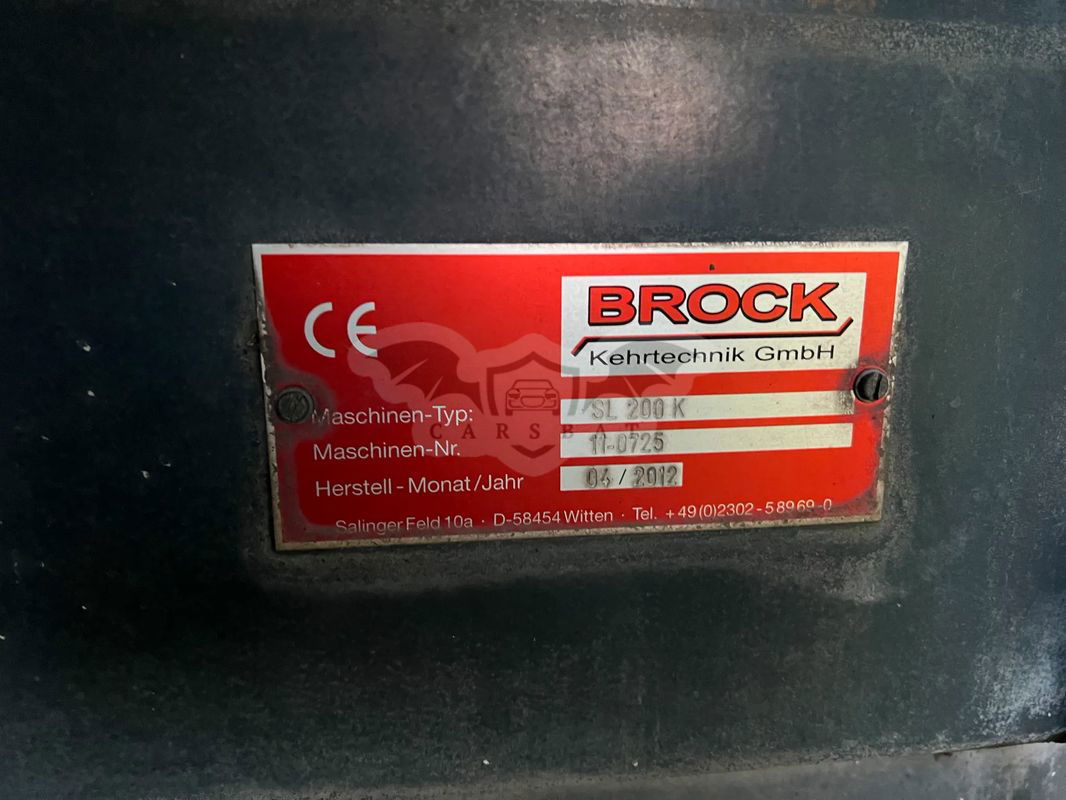 CE
BROCK
Kehrtechnik GmbH
Maschinen-Typ: SL 200 K
CARSBAT
Maschinen-Nr. 11-0725
Herstell-Monat/Jahr 04/2012
Salinger Feld 10a · D-58454 Witten · Tel. +49(0)2302-58969-0